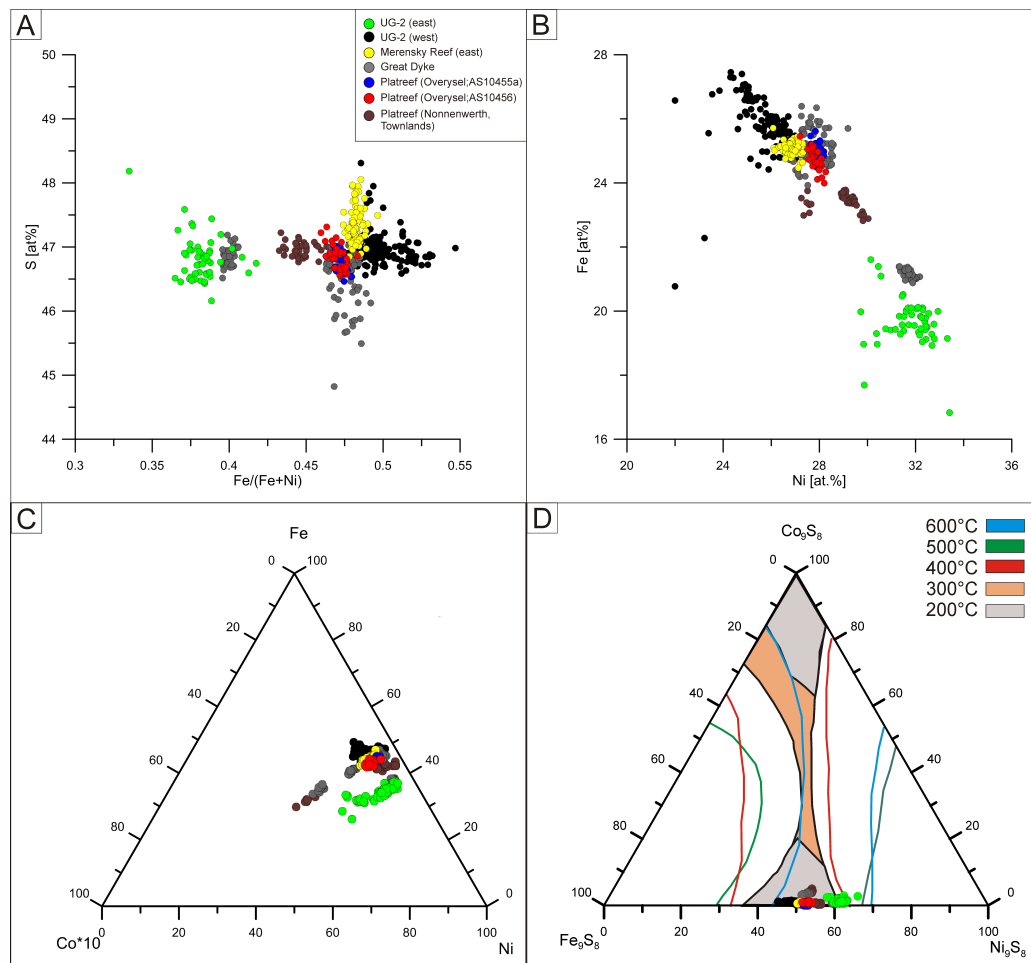 A
UG-2 (east)
UG-2 (west)
Merensky Reef (east)
Great Dyke
Platreef (Overysel;AS10455a)
Platreef (Overysel;AS10456)
Platreef (Nonnenwerth,
Townlands)
50
49
48
47
46
45
44
S [at%]
0.3 0.35 0.4 0.45 0.5 0.55
Fe/(Fe+Ni)
B
28
24
20
16
Fe [at%]
20 24 28 32 36
Ni [at.%]
C
Fe
0 100
20 80
40 60
60 40
80 20
100 0
0 20 40 60 80 100
Co*10 Ni
D
Co9S8
600°C
500°C
400°C
300°C
200°C
0 100
20 80
40 60
60 40
80 20
100 0
0 20 40 60 80 100
Fe9S8 Ni9S8